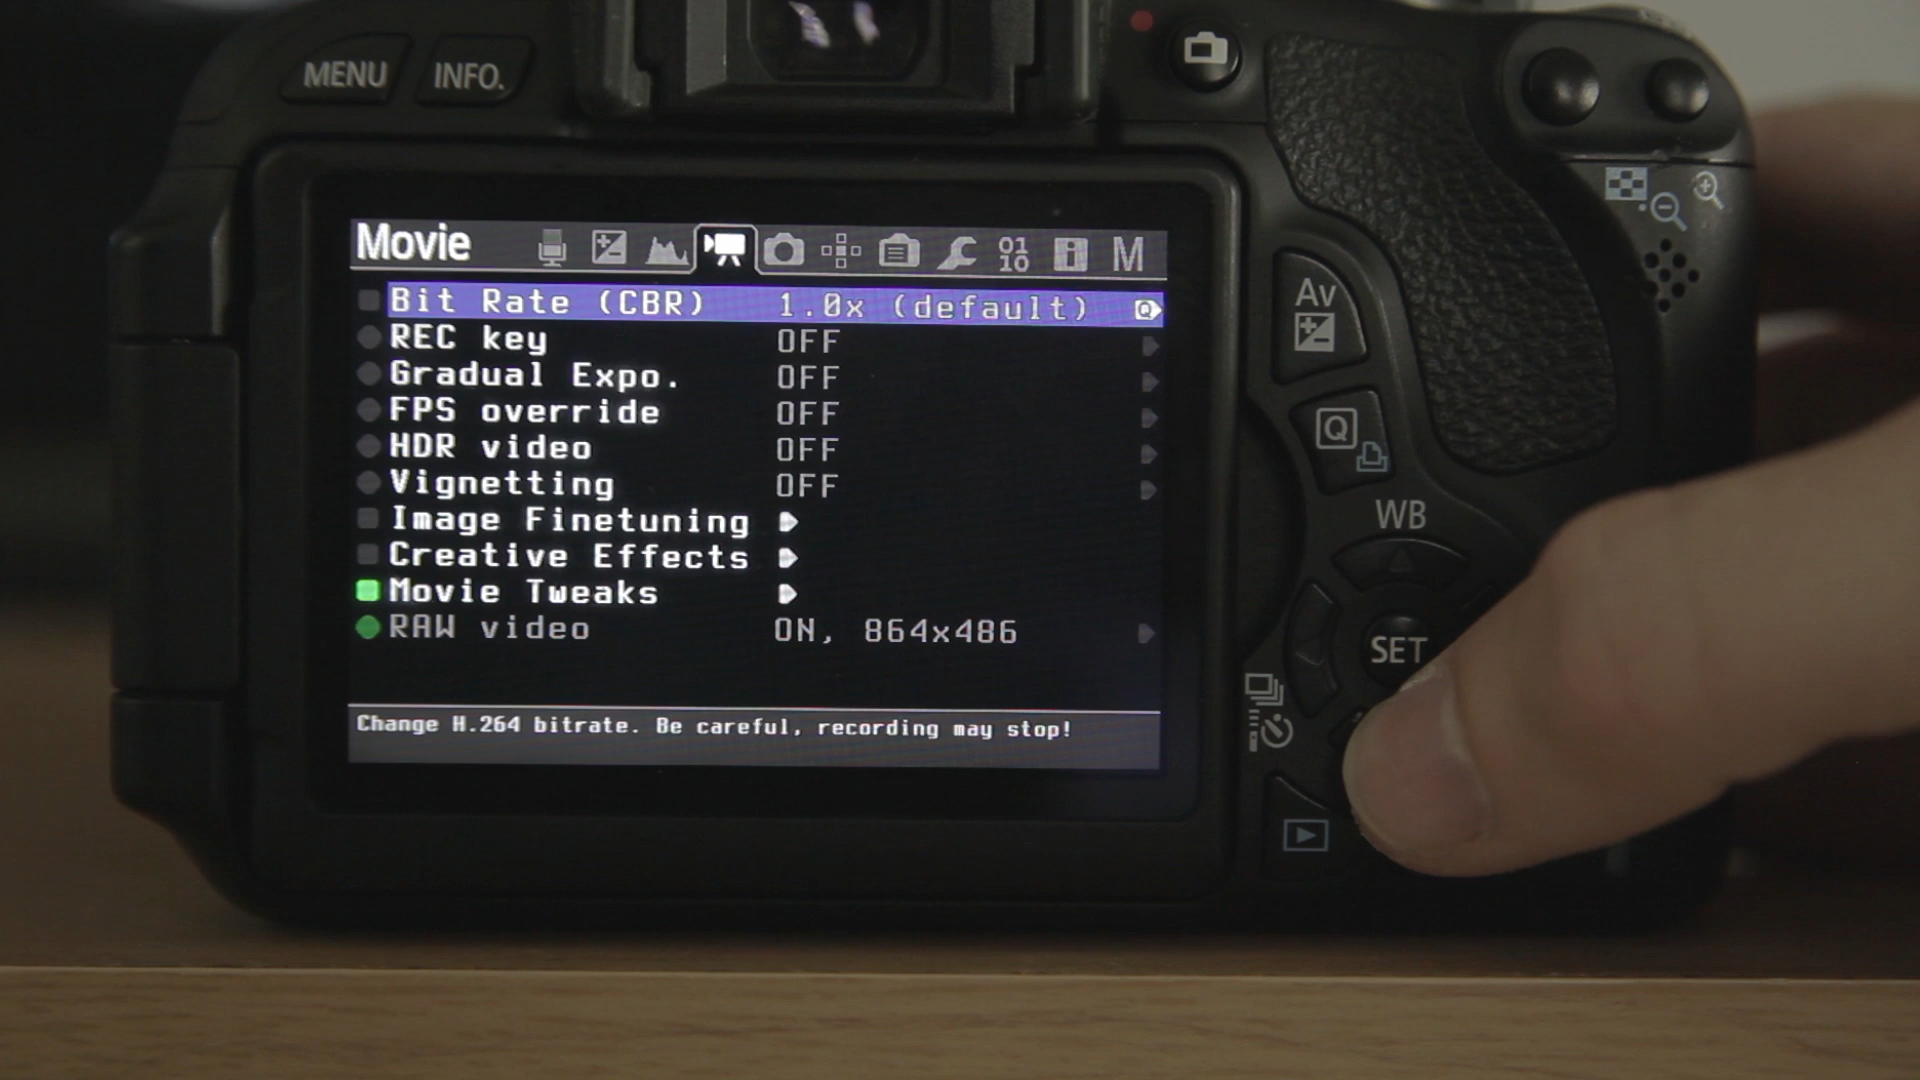 MENU INFO.
Movie 01 10 i M
Bit Rate (CBR) 1.0x (default) Q
REC key OFF
Gradual Expo. OFF
FPS override OFF
HDR video OFF
Vignetting OFF
Image Finetuning
Creative Effects
Movie Tweaks
RAW video ON, 864x486
Change H.264 bitrate. Be careful, recording may stop!
Av
Q
WB
SET